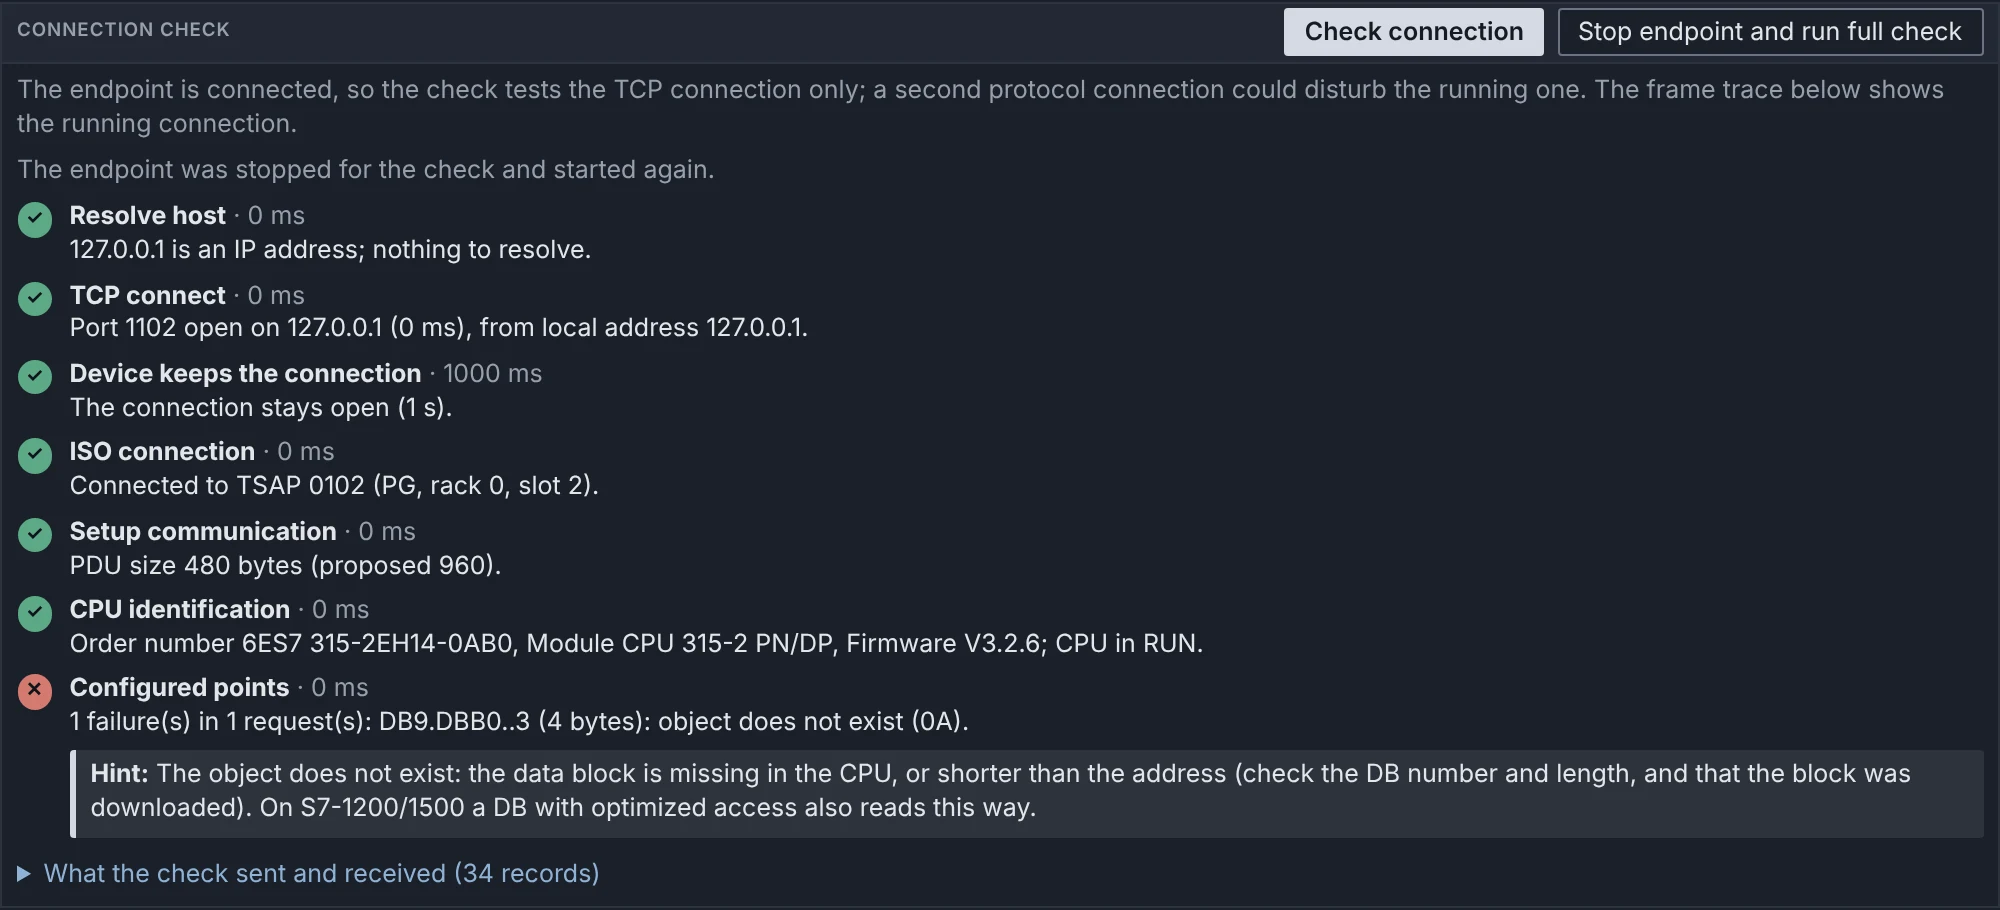 CONNECTION CHECK
Check connection
Stop endpoint and run full check
The endpoint is connected, so the check tests the TCP connection only; a second protocol connection could disturb the running one. The frame trace below shows
the running connection.
The endpoint was stopped for the check and started again.
Resolve host · 0 ms
127.0.0.1 is an IP address; nothing to resolve.
TCP connect · 0 ms
Port 1102 open on 127.0.0.1 (0 ms), from local address 127.0.0.1.
Device keeps the connection · 1000 ms
The connection stays open (1 s).
ISO connection · 0 ms
Connected to TSAP 0102 (PG, rack 0, slot 2).
Setup communication · 0 ms
PDU size 480 bytes (proposed 960).
CPU identification · 0 ms
Order number 6ES7 315-2EH14-0AB0, Module CPU 315-2 PN/DP, Firmware V3.2.6; CPU in RUN.
Configured points · 0 ms
1 failure(s) in 1 request(s): DB9.DBB0..3 (4 bytes): object does not exist (0A).
Hint: The object does not exist: the data block is missing in the CPU, or shorter than the address (check the DB number and length, and that the block was
downloaded). On S7-1200/1500 a DB with optimized access also reads this way.
What the check sent and received (34 records)